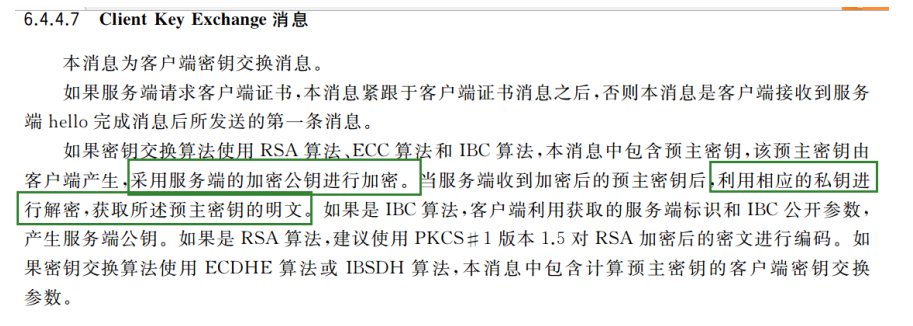 6.4.4.7 Client Key Exchange 消息
本消息为客户端密钥交换消息。
如果服务端请求客户端证书,本消息紧跟于客户端证书消息之后,否则本消息是客户端接收到服务
端 hello 完成消息后所发送的第一条消息。
如果密钥交换算法使用 RSA 算法、ECC 算法和 IBC 算法,本消息中包含预主密钥,该预主密钥由
客户端产生,采用服务端的加密公钥进行加密。当服务端收到加密后的预主密钥后,利用相应的私钥进
行解密,获取所述预主密钥的明文。如果是 IBC 算法,客户端利用获取的服务端标识和 IBC 公开参数,
产生服务端公钥。如果是 RSA 算法,建议使用 PKCS#1 版本 1.5 对 RSA 加密后的密文进行编码。如
果密钥交换算法使用 ECDHE 算法或 IBSDH 算法,本消息中包含计算预主密钥的客户端密钥交换
参数。